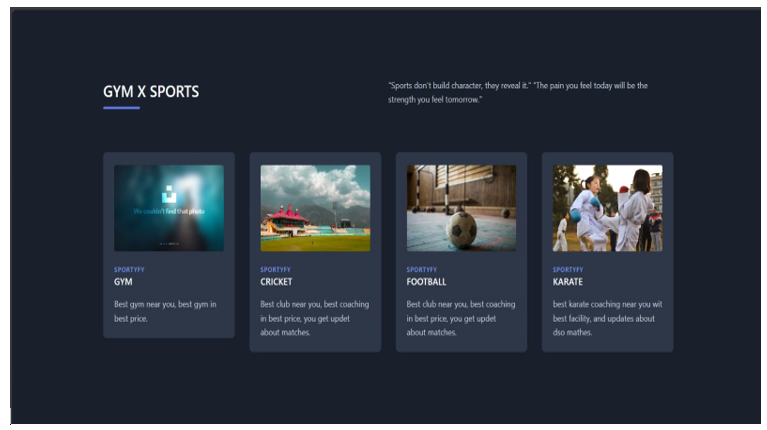 GYM X SPORTS
"Sports don't build character, they reveal it." "The pain you feel today will be the
strength you feel tomorrow."
We couldn't find that photo
SPORTYFY
GYM
Best gym near you, best gym in
best price.
SPORTYFY
CRICKET
Best club near you, best coaching
in best price, you get updet
about matches.
SPORTYFY
FOOTBALL
Best club near you, best coaching
in best price, you get updet
about matches.
SPORTYFY
KARATE
best karate coaching near you wit
best facility, and updates about
dso mathes.